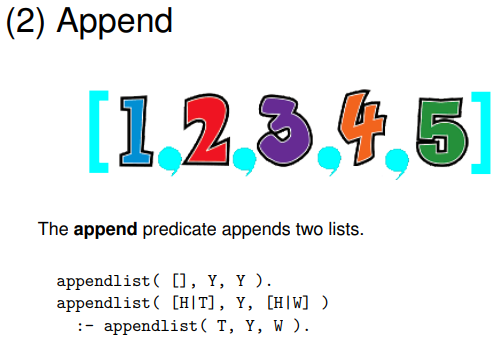 (2) Append
[1,2,3,4,5]
The append predicate appends two lists.
appendlist( [], Y, Y ).
appendlist( [H|T], Y, [H|W] )
:- appendlist( T, Y, W ).